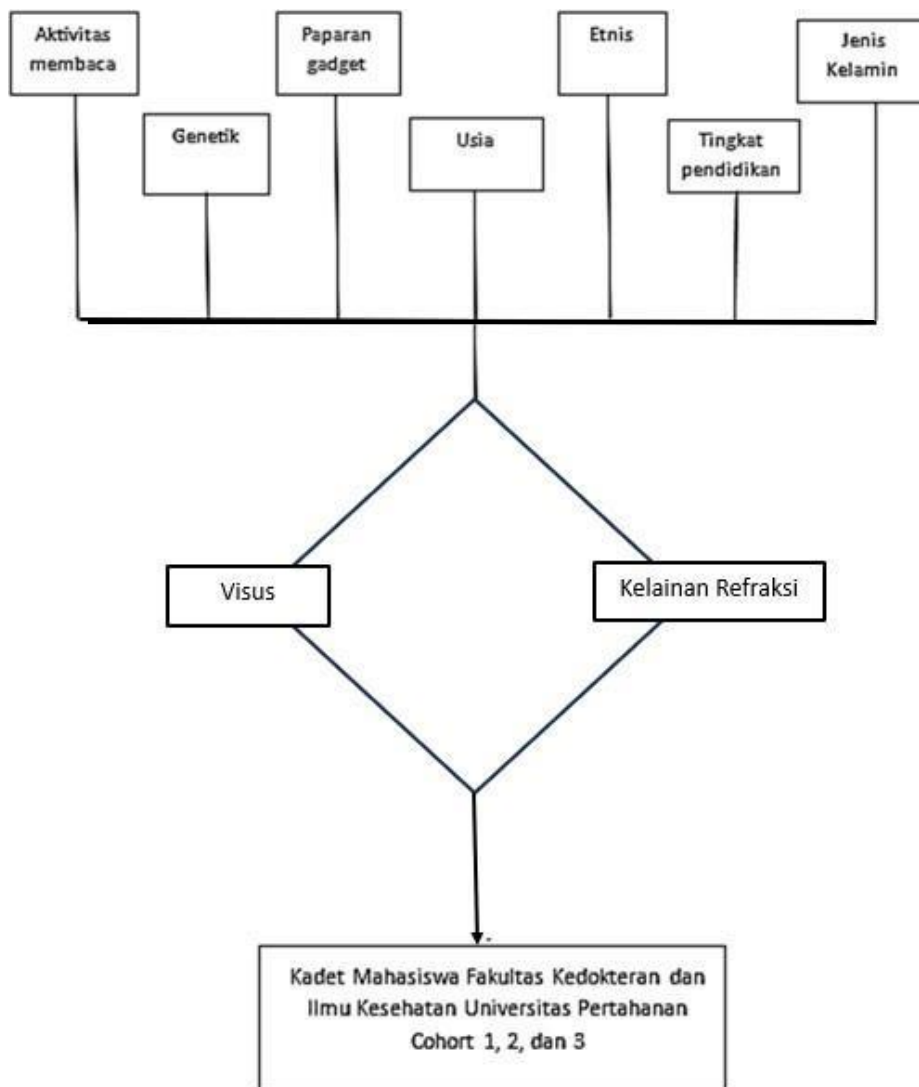 Aktivitas
membaca
Paparan
gadget
Etnis
Jenis
Kelamin
Genetik
Usia
Tingkat
pendidikan
Visus
Kelainan Refraksi
Kadet Mahasiswa Fakultas Kedokteran dan
Ilmu Kesehatan Universitas Pertahanan
Cohort 1, 2, dan 3